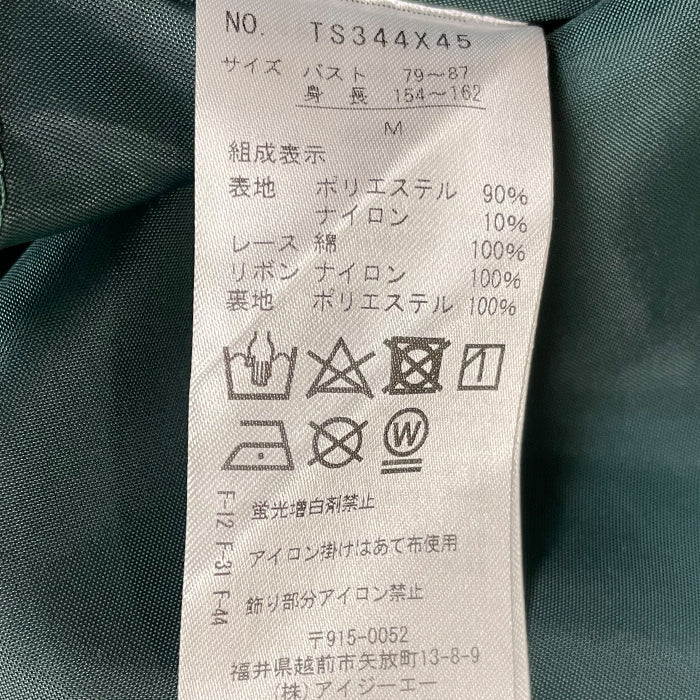 NO. TS344X45
サイズ バスト 79〜87
身長 154〜162
M
組成表示
表地 ポリエステル 90%
ナイロン 10%
レース 綿 100%
リボン ナイロン 100%
裏地 ポリエステル 100%
W
F-12 F-31 F-44
蛍光増白剤禁止
アイロン掛けはあて布使用
飾り部分アイロン禁止
〒915-0052
福井県越前市矢放町13-8-9
(株)アイジーエー